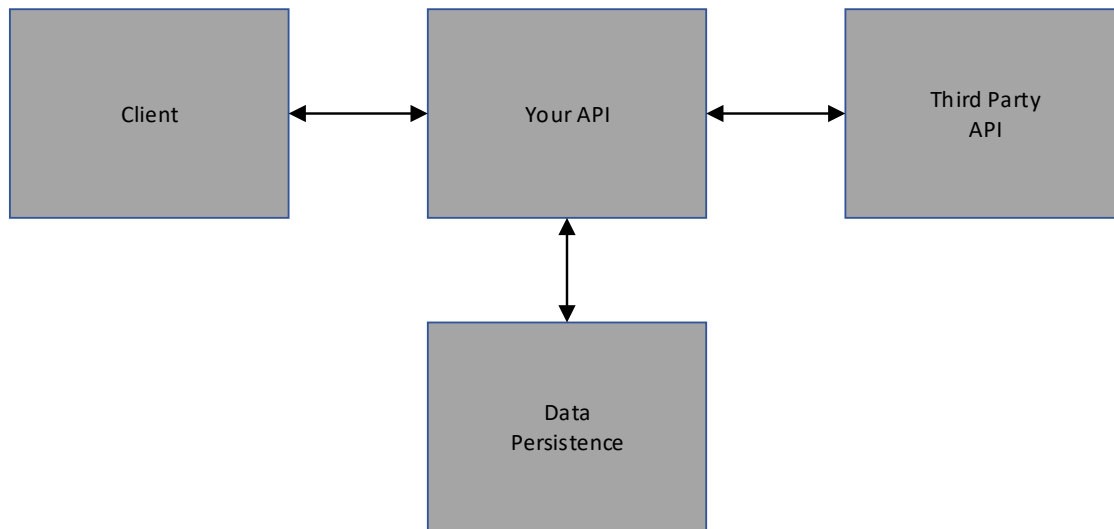 Client
Your API
Third Party
API
Data
Persistence